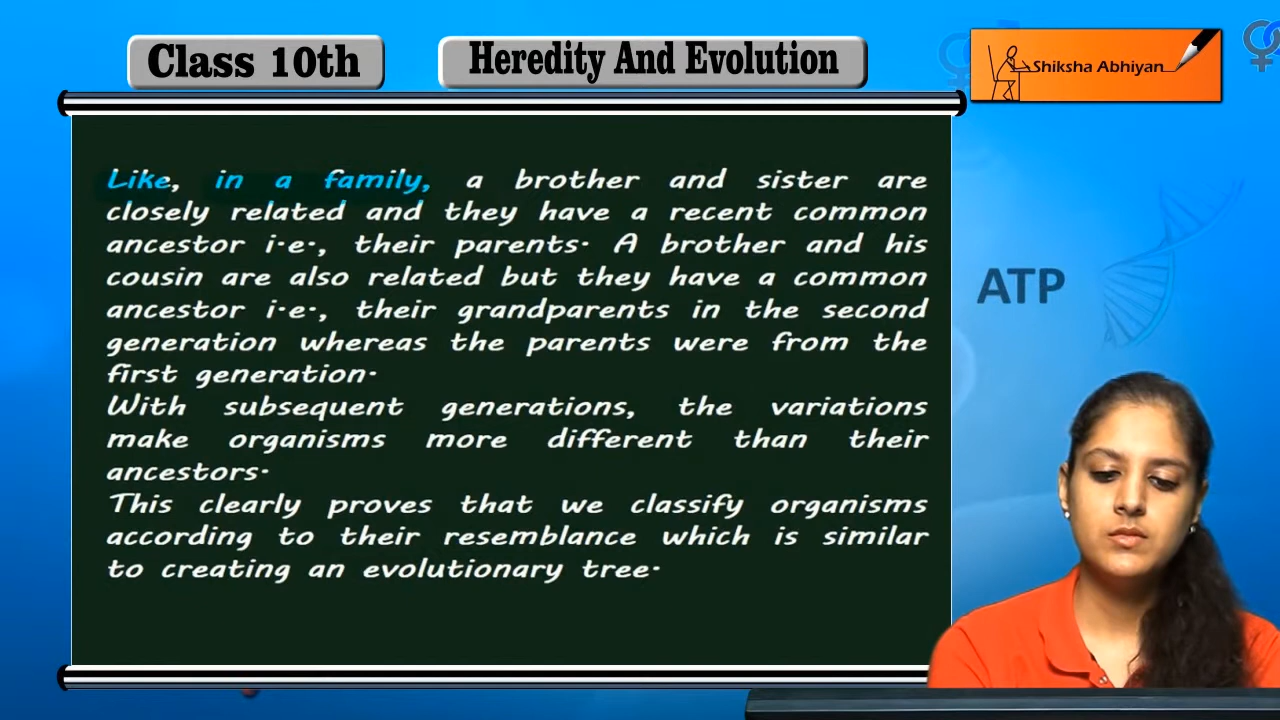 Class 10th
Heredity And Evolution
Shiksha Abhiyan
Like, in a family, a brother and sister are
closely related and they have a recent common
ancestor i.e., their parents. A brother and his
cousin are also related but they have a common
ancestor i.e., their grandparents in the second
generation whereas the parents were from the
first generation.
With subsequent generations, the variations
make organisms more different than their
ancestors.
This clearly proves that we classify organisms
according to their resemblance which is similar
to creating an evolutionary tree.
ATP